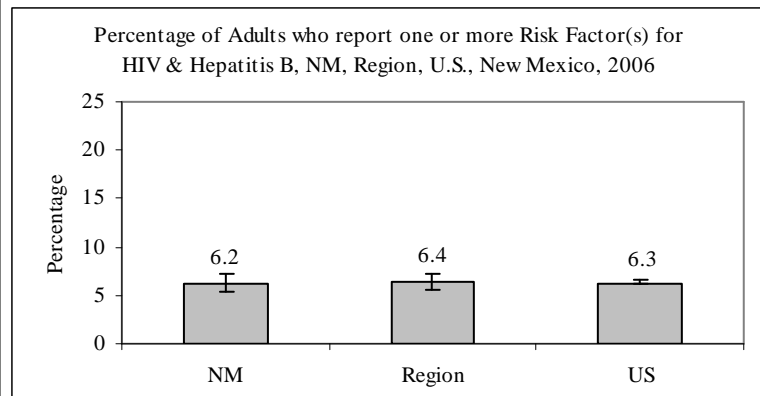 Percentage of Adults who report one or more Risk Factor(s) for
HIV & Hepatitis B, NM, Region, U.S., New Mexico, 2006
25
20
15
10
5
0
Percentage
6.2
6.4
6.3
NM
Region
US